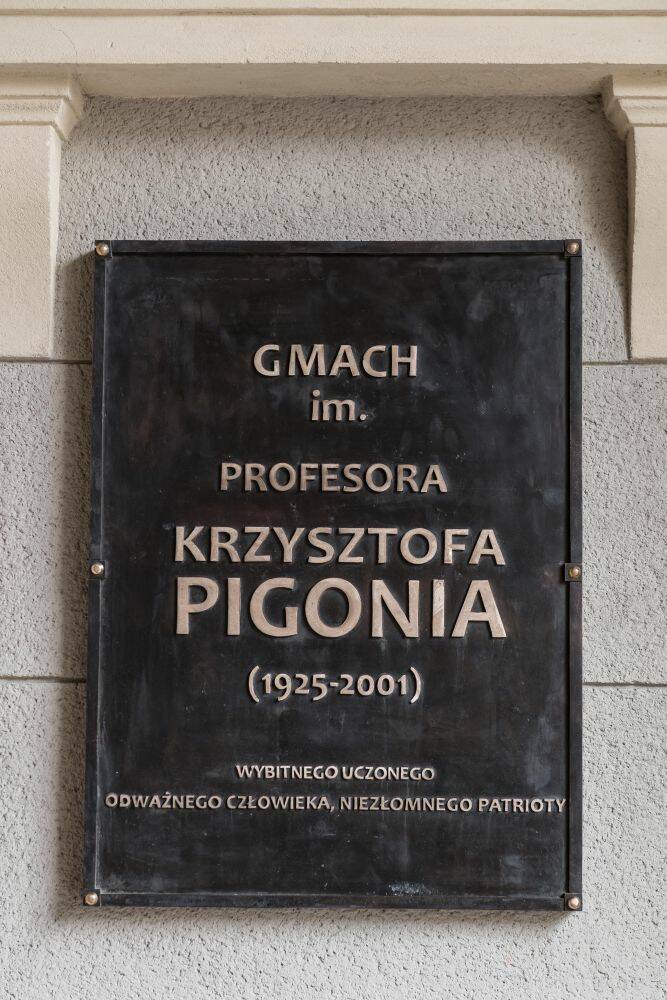 GMACH
im.
PROFESORA
KRZYSZTOFA
PIGONIA
(1925-2001)
WYBITNEGO UCZONEGO
ODWAŻNEGO CZŁOWIEKA, NIEZŁOMNEGO PATRIOTY